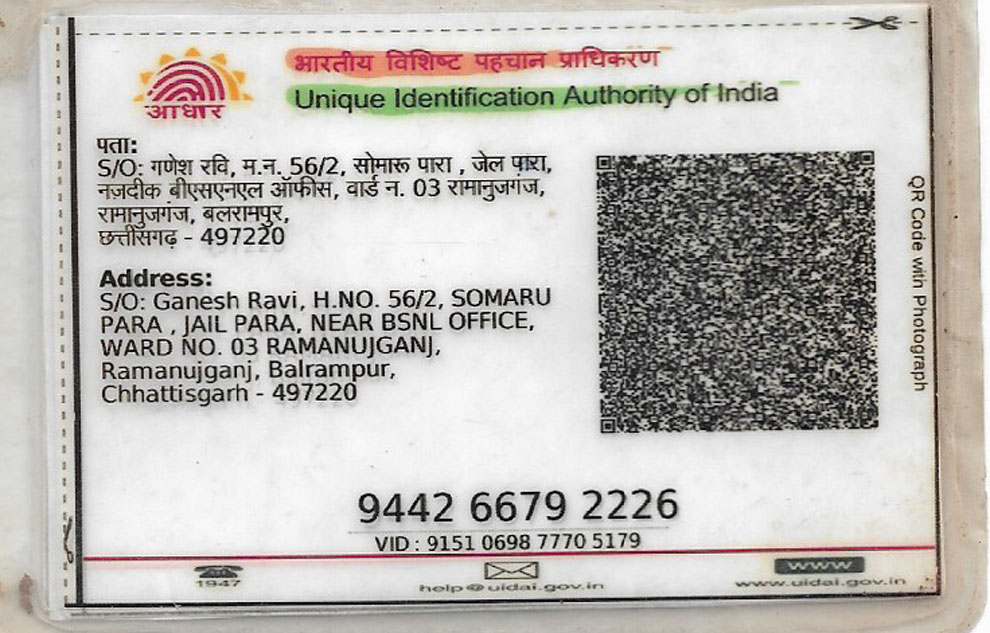 भारतीय विशिष्ट पहचान प्राधिकरण
Unique Identification Authority of India
आधार
पता:
S/O: गणेश रवि, म.न. 56/2, सोमारू पारा , जेल पारा,
नज़दीक बीएसएनएल ऑफीस, वार्ड न. 03 रामानुजगंज,
रामानुजगंज, बलरामपुर,
छत्तीसगढ़ - 497220
Address:
S/O: Ganesh Ravi, H.NO. 56/2, SOMARU
PARA , JAIL PARA, NEAR BSNL OFFICE,
WARD NO. 03 RAMANUJGANJ,
Ramanujganj, Balrampur,
Chhattisgarh - 497220
QR Code with Photograph
9442 6679 2226
VID : 9151 0698 7770 5179
1947
help@uidai.gov.in
www
www.uidai.gov.in